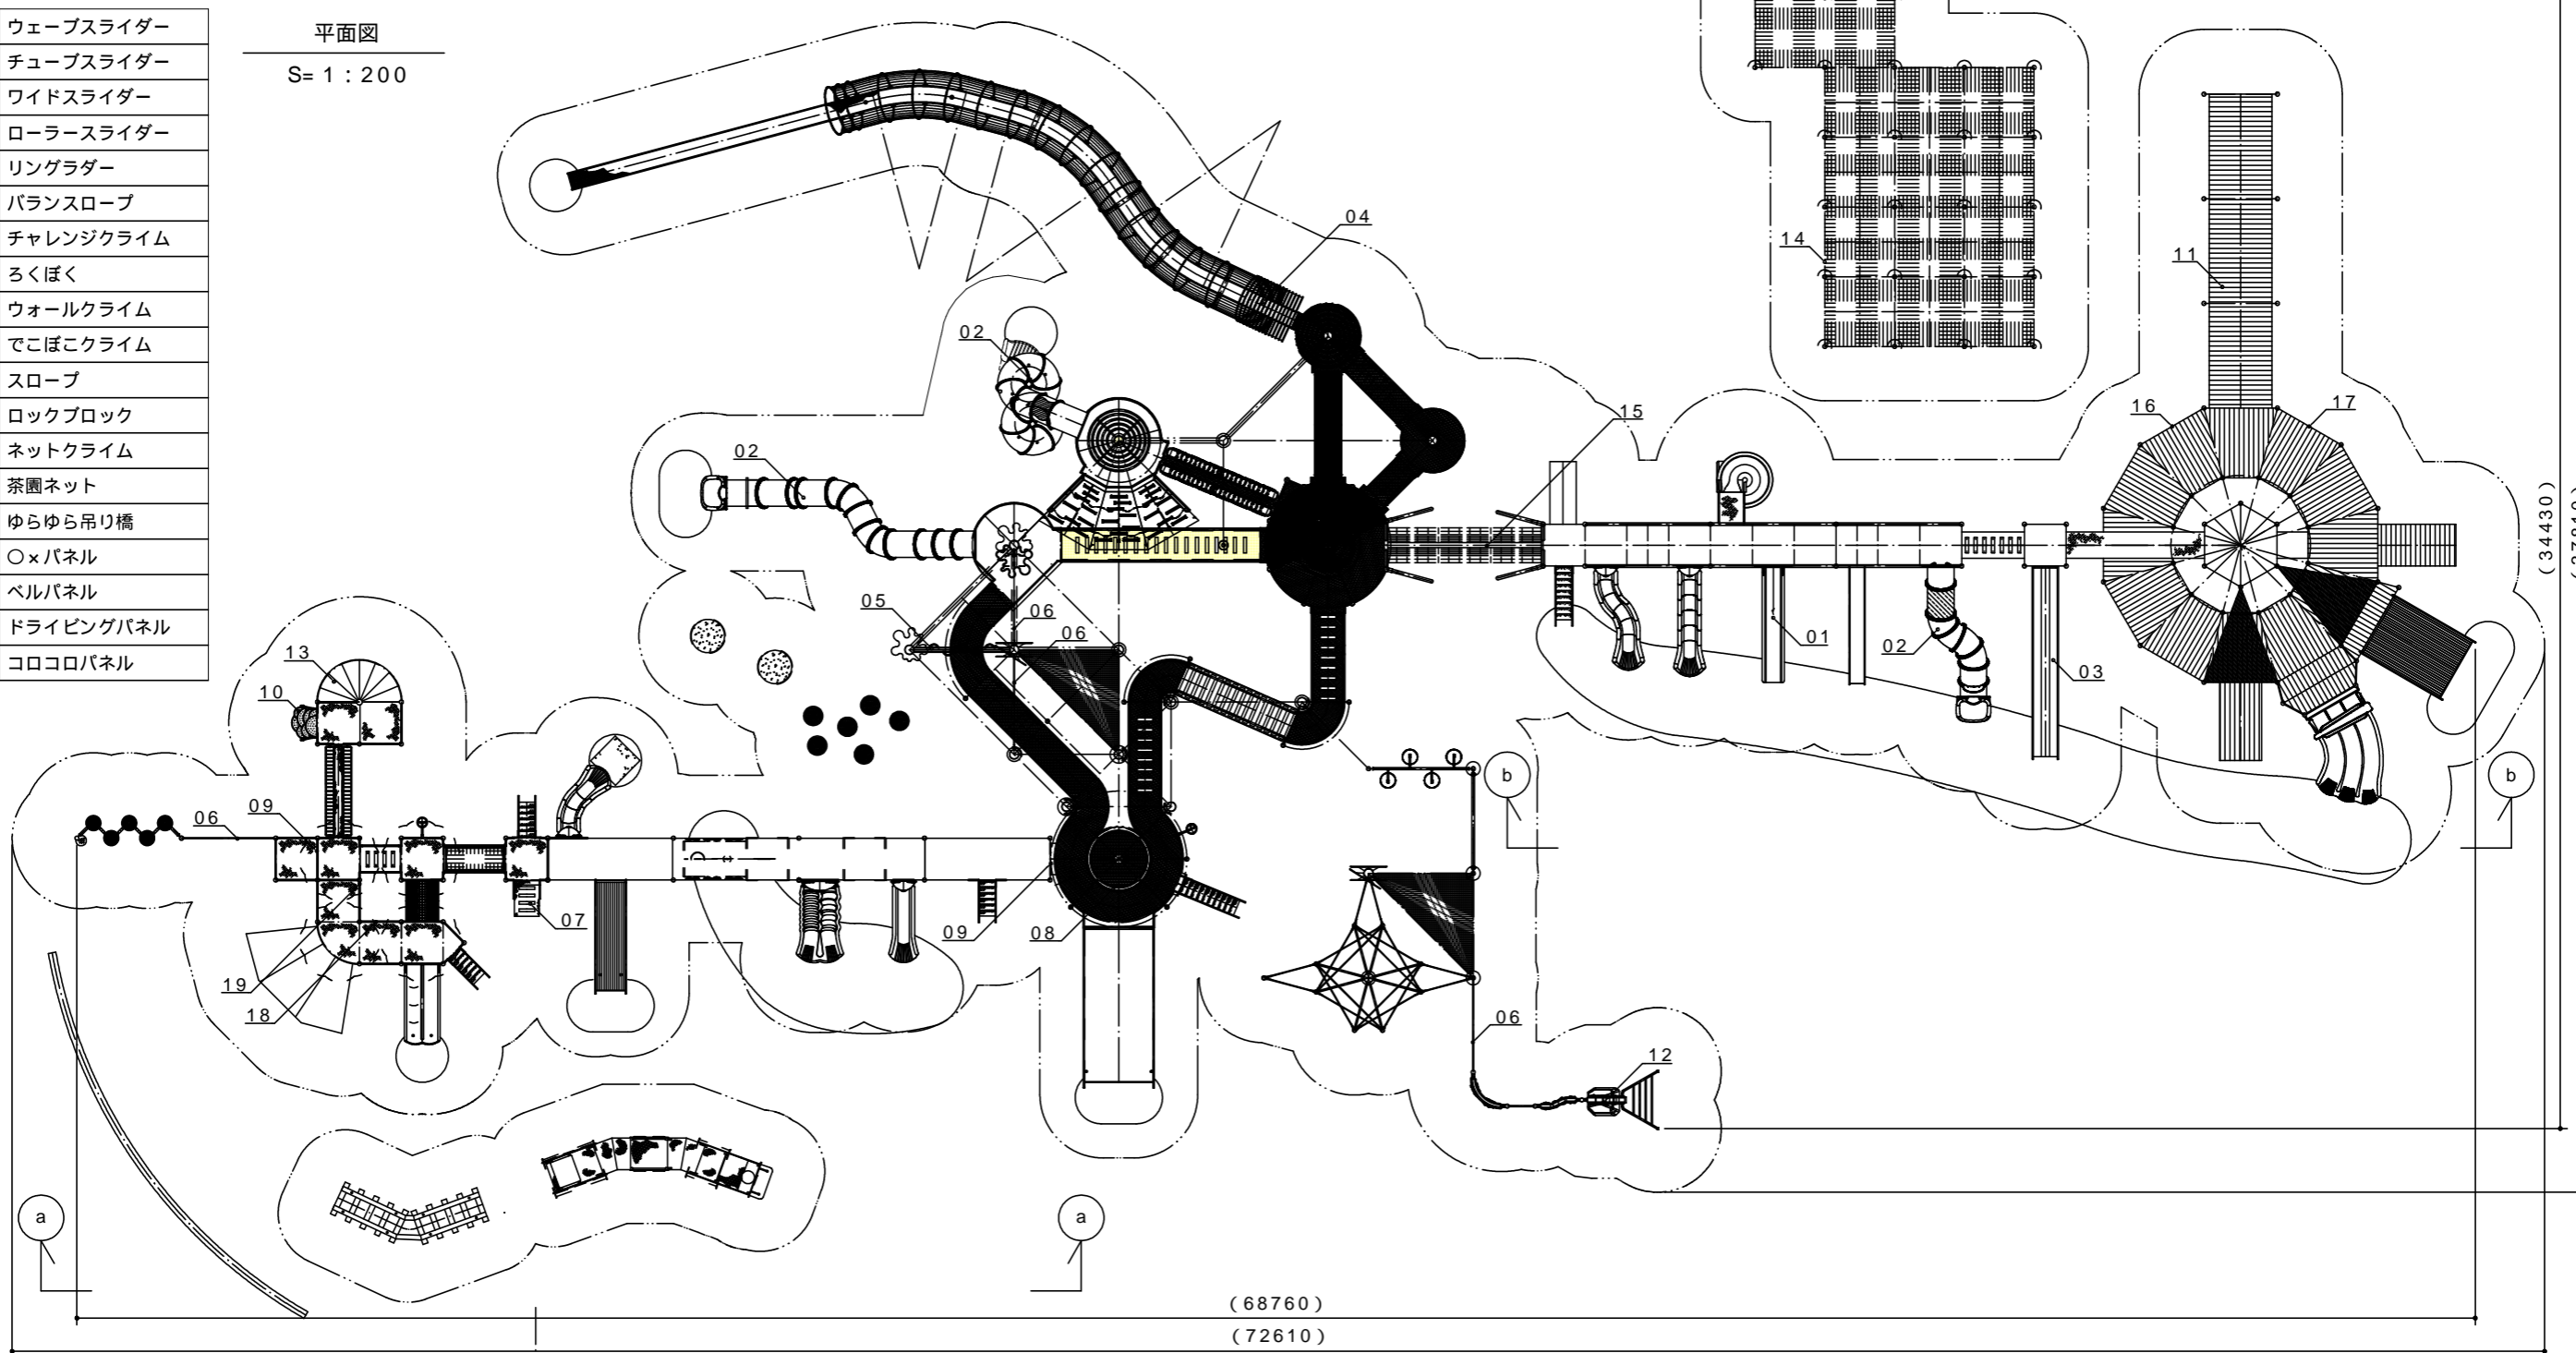 ウェーブスライダー
チューブスライダー
ワイドスライダー
ローラースライダー
リングラダー
バランスロープ
チャレンジクライム
ろくぼく
ウォールクライム
でこぼこクライム
スロープ
ロックブロック
ネットクライム
茶園ネット
ゆらゆら吊り橋
○×パネル
ベルパネル
ドライビングパネル
コロコロパネル
平面図
S=1:200
04
14
11
02
15
16
17
02
05
06
06
01
02
03
13
10
06
09
07
09
08
19
18
06
12
b
b
a
a
(34430)
(68760)
(72610)